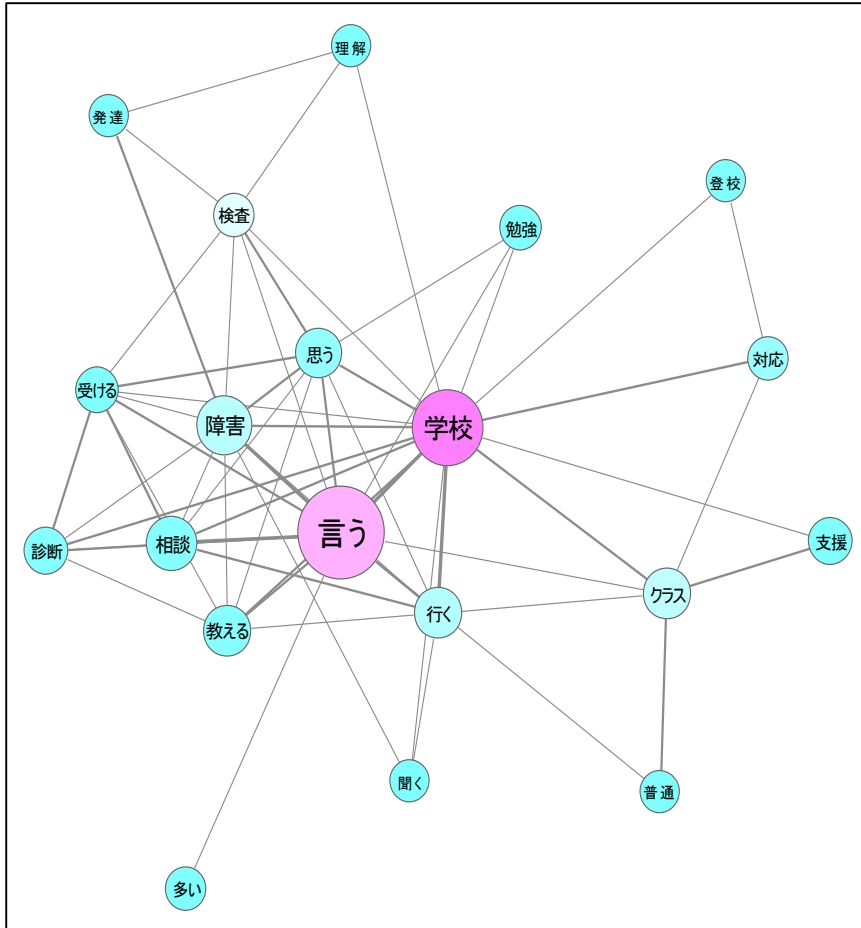 理解
発達
登校
検査
勉強
思う
対応
受ける
障害
学校
言う
診断
相談
支援
クラス
行く
教える
聞く
普通
多い